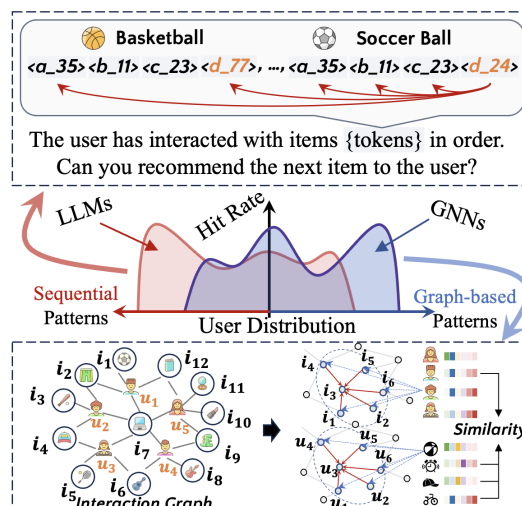 Basketball Soccer Ball
<a_35><b_11><c_23><d_77>, ..., <a_35><b_11><c_23><d_24>
The user has interacted with items {tokens} in order.
Can you recommend the next item to the user?
LLMs
Hit Rate
GNNs
Sequential
Patterns
Graph-based
Patterns
User Distribution
i1
i2
i3
i4
i5
i6
i7
i8
i9
i10
i11
i12
u1
u2
u3
u4
u5
Interaction Graph
i4
i5
i3
i6
i1
i2
u4
u5
u3
u6
u2
Similarity